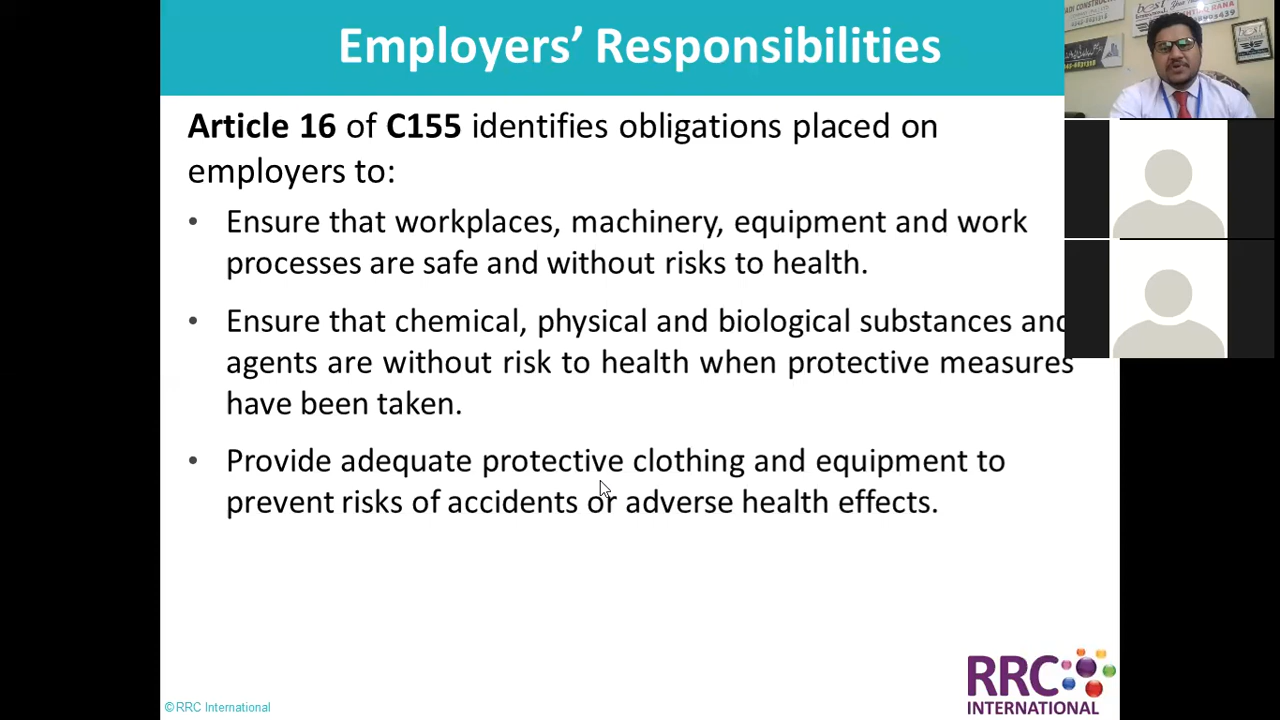 Employers’ Responsibilities
Article 16 of C155 identifies obligations placed on
employers to:
• Ensure that workplaces, machinery, equipment and work
processes are safe and without risks to health.
• Ensure that chemical, physical and biological substances and
agents are without risk to health when protective measures
have been taken.
• Provide adequate protective clothing and equipment to
prevent risks of accidents or adverse health effects.
RRC
INTERNATIONAL
©RRC International
best
best